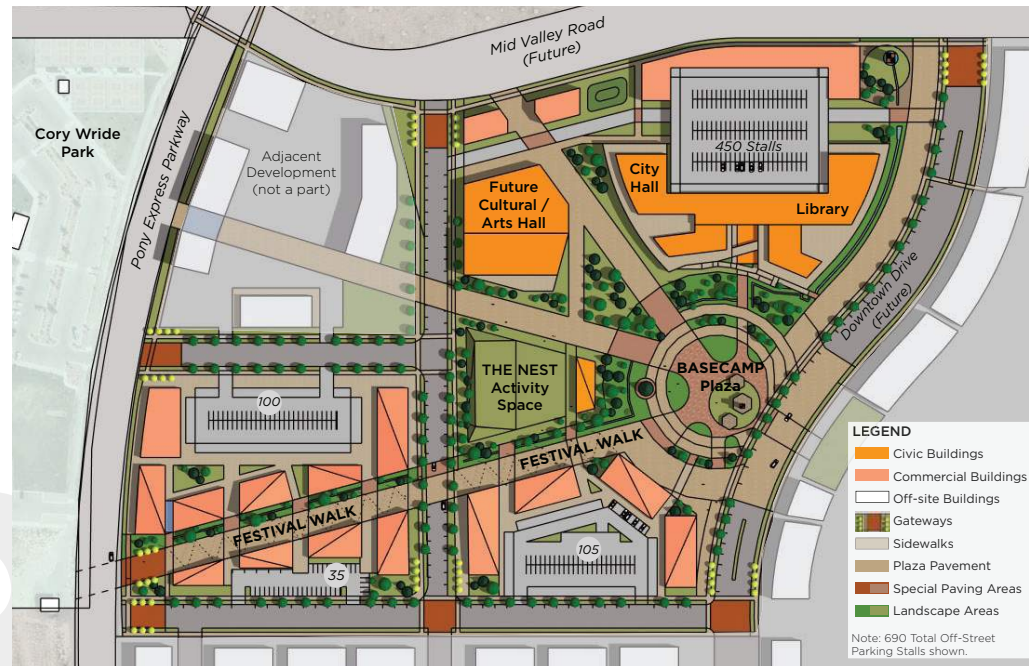 Mid Valley Road
(Future)
Cory Wride
Park
Pony Express Parkway
Adjacent
Development
(not a part)
450 Stalls
City
Hall
Library
Future
Cultural /
Arts Hall
Downtown Drive
(Future)
BASECAMP
Plaza
THE NEST
Activity
Space
100
FESTIVAL WALK
FESTIVAL WALK
35
105
LEGEND
Civic Buildings
Commercial Buildings
Off-site Buildings
Gateways
Sidewalks
Plaza Pavement
Special Paving Areas
Landscape Areas
Note: 690 Total Off-Street
Parking Stalls shown.